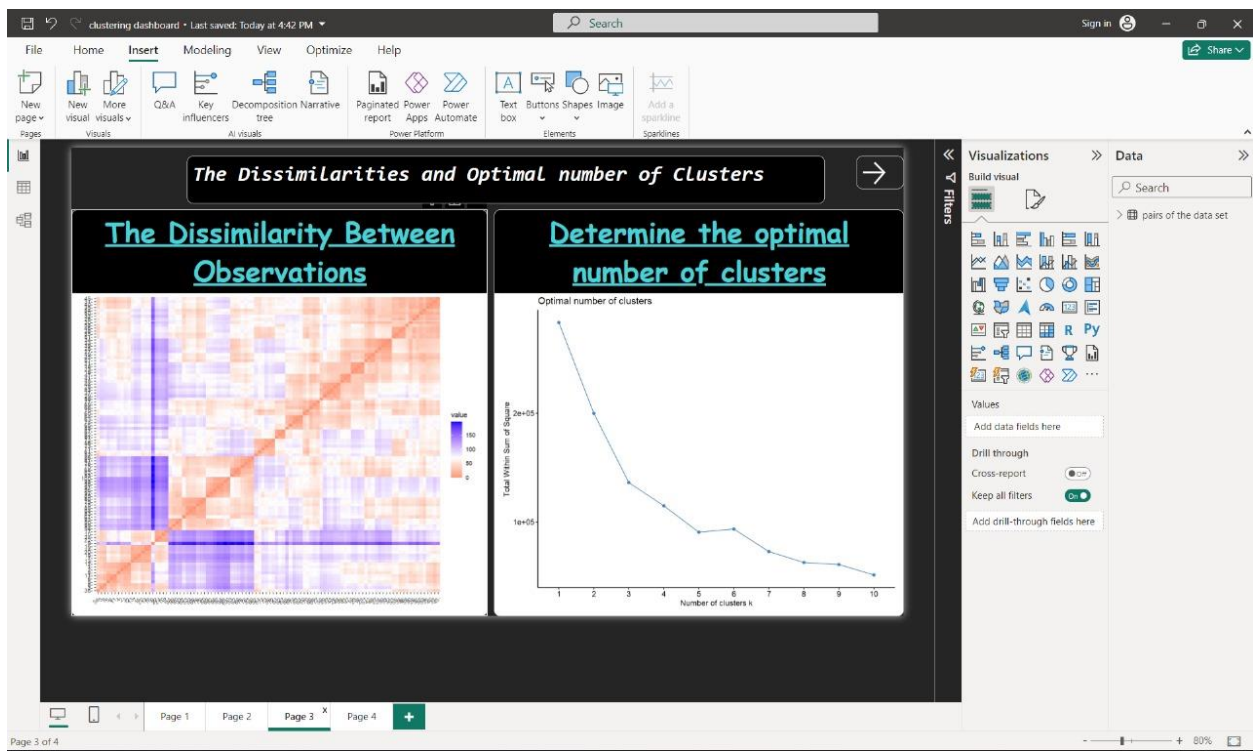 clustering dashboard • Last saved: Today at 4:42 PM
Search
Sign in
File Home Insert Modeling View Optimize Help
Share
New page
New visual
More visuals
Q&A
Key influencers
Decomposition tree
Narrative
Paginated report
Power Apps
Power Automate
Text box
Buttons
Shapes
Image
Add a sparkline
Pages
Visuals
AI visuals
Power Platform
Elements
Sparklines
The Dissimilarities and Optimal number of Clusters
The Dissimilarity Between
Observations
value
150
100
50
0
Determine the optimal
number of clusters
Optimal number of clusters
Total Within Sum of Square
2e+05
1e+05
1 2 3 4 5 6 7 8 9 10
Number of clusters k
Filters
Visualizations
Build visual
123
R Py
Values
Add data fields here
Drill through
Cross-report
Off
Keep all filters
On
Add drill-through fields here
Data
Search
pairs of the data set
Page 1
Page 2
Page 3
Page 4
Page 3 of 4
80%